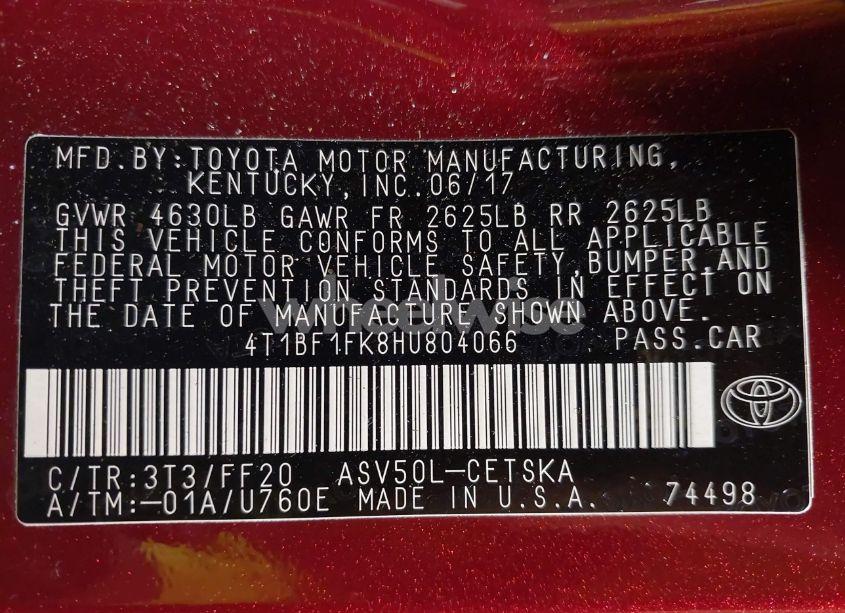 MFD.BY:TOYOTA MOTOR MANUFACTURING,
KENTUCKY,INC.06/17
GVWR 4630LB GAWR FR 2625LB RR 2625LB
THIS VEHICLE CONFORMS TO ALL APPLICABLE
FEDERAL MOTOR VEHICLE SAFETY,BUMPER,AND
THEFT PREVENTION STANDARDS IN EFFECT ON
THE DATE OF MANUFACTURE SHOWN ABOVE.
wheelwise
4T1BF1FK8HU804066 PASS.CAR
C/TR:3T3/FF20 ASV50L-CETSKA
A/TM:-01A/U760E MADE IN U.S.A. 74498